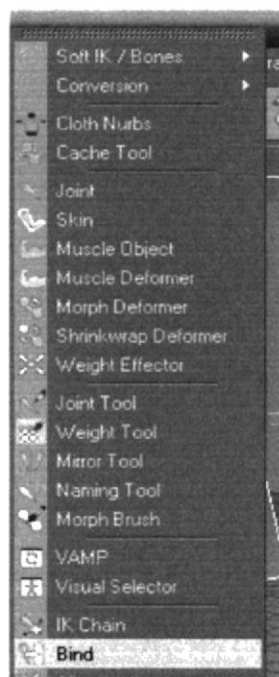 Soft IK / Bones
Conversion
Cloth Nurbs
Cache Tool
Joint
Skin
Muscle Object
Muscle Deformer
Morph Deformer
Shrinkwrap Deformer
Weight Effector
Joint Tool
Weight Tool
Mirror Tool
Naming Tool
Morph Brush
VAMP
Visual Selector
IK Chain
Bind